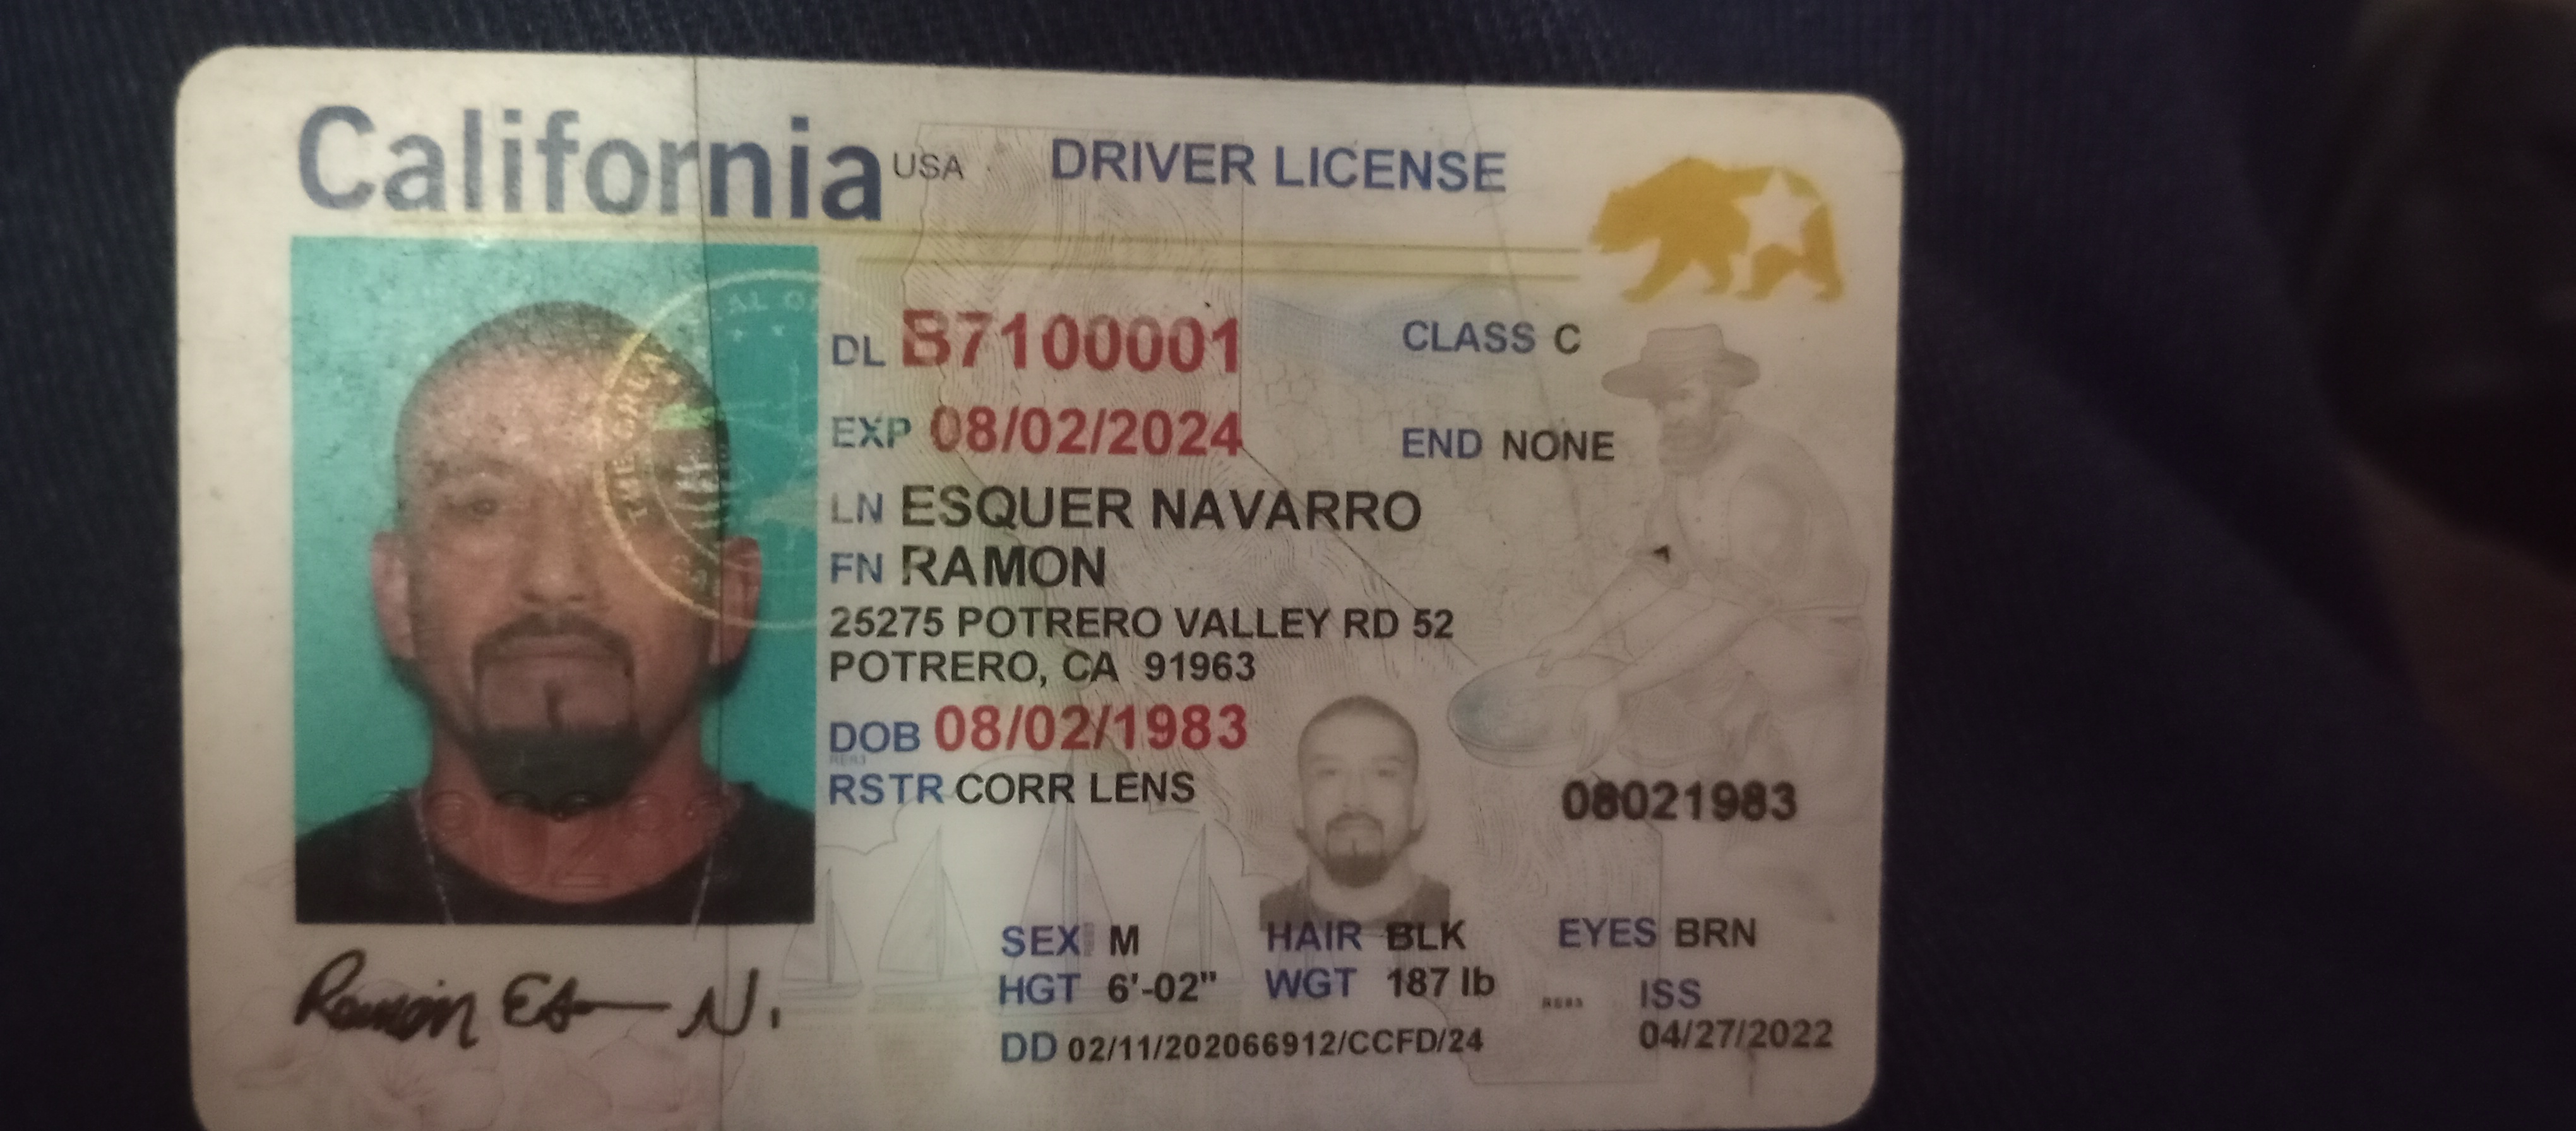 California USA DRIVER LICENSE
DL B7100001 CLASS C
EXP 08/02/2024 END NONE
LN ESQUER NAVARRO
FN RAMON
25275 POTRERO VALLEY RD 52
POTRERO, CA 91963
DOB 08/02/1983
RSTR CORR LENS
08021983
SEX M HAIR BLK EYES BRN
HGT 6'-02" WGT 187 lb ISS
DD 02/11/202066912/CCFD/24 04/27/2022